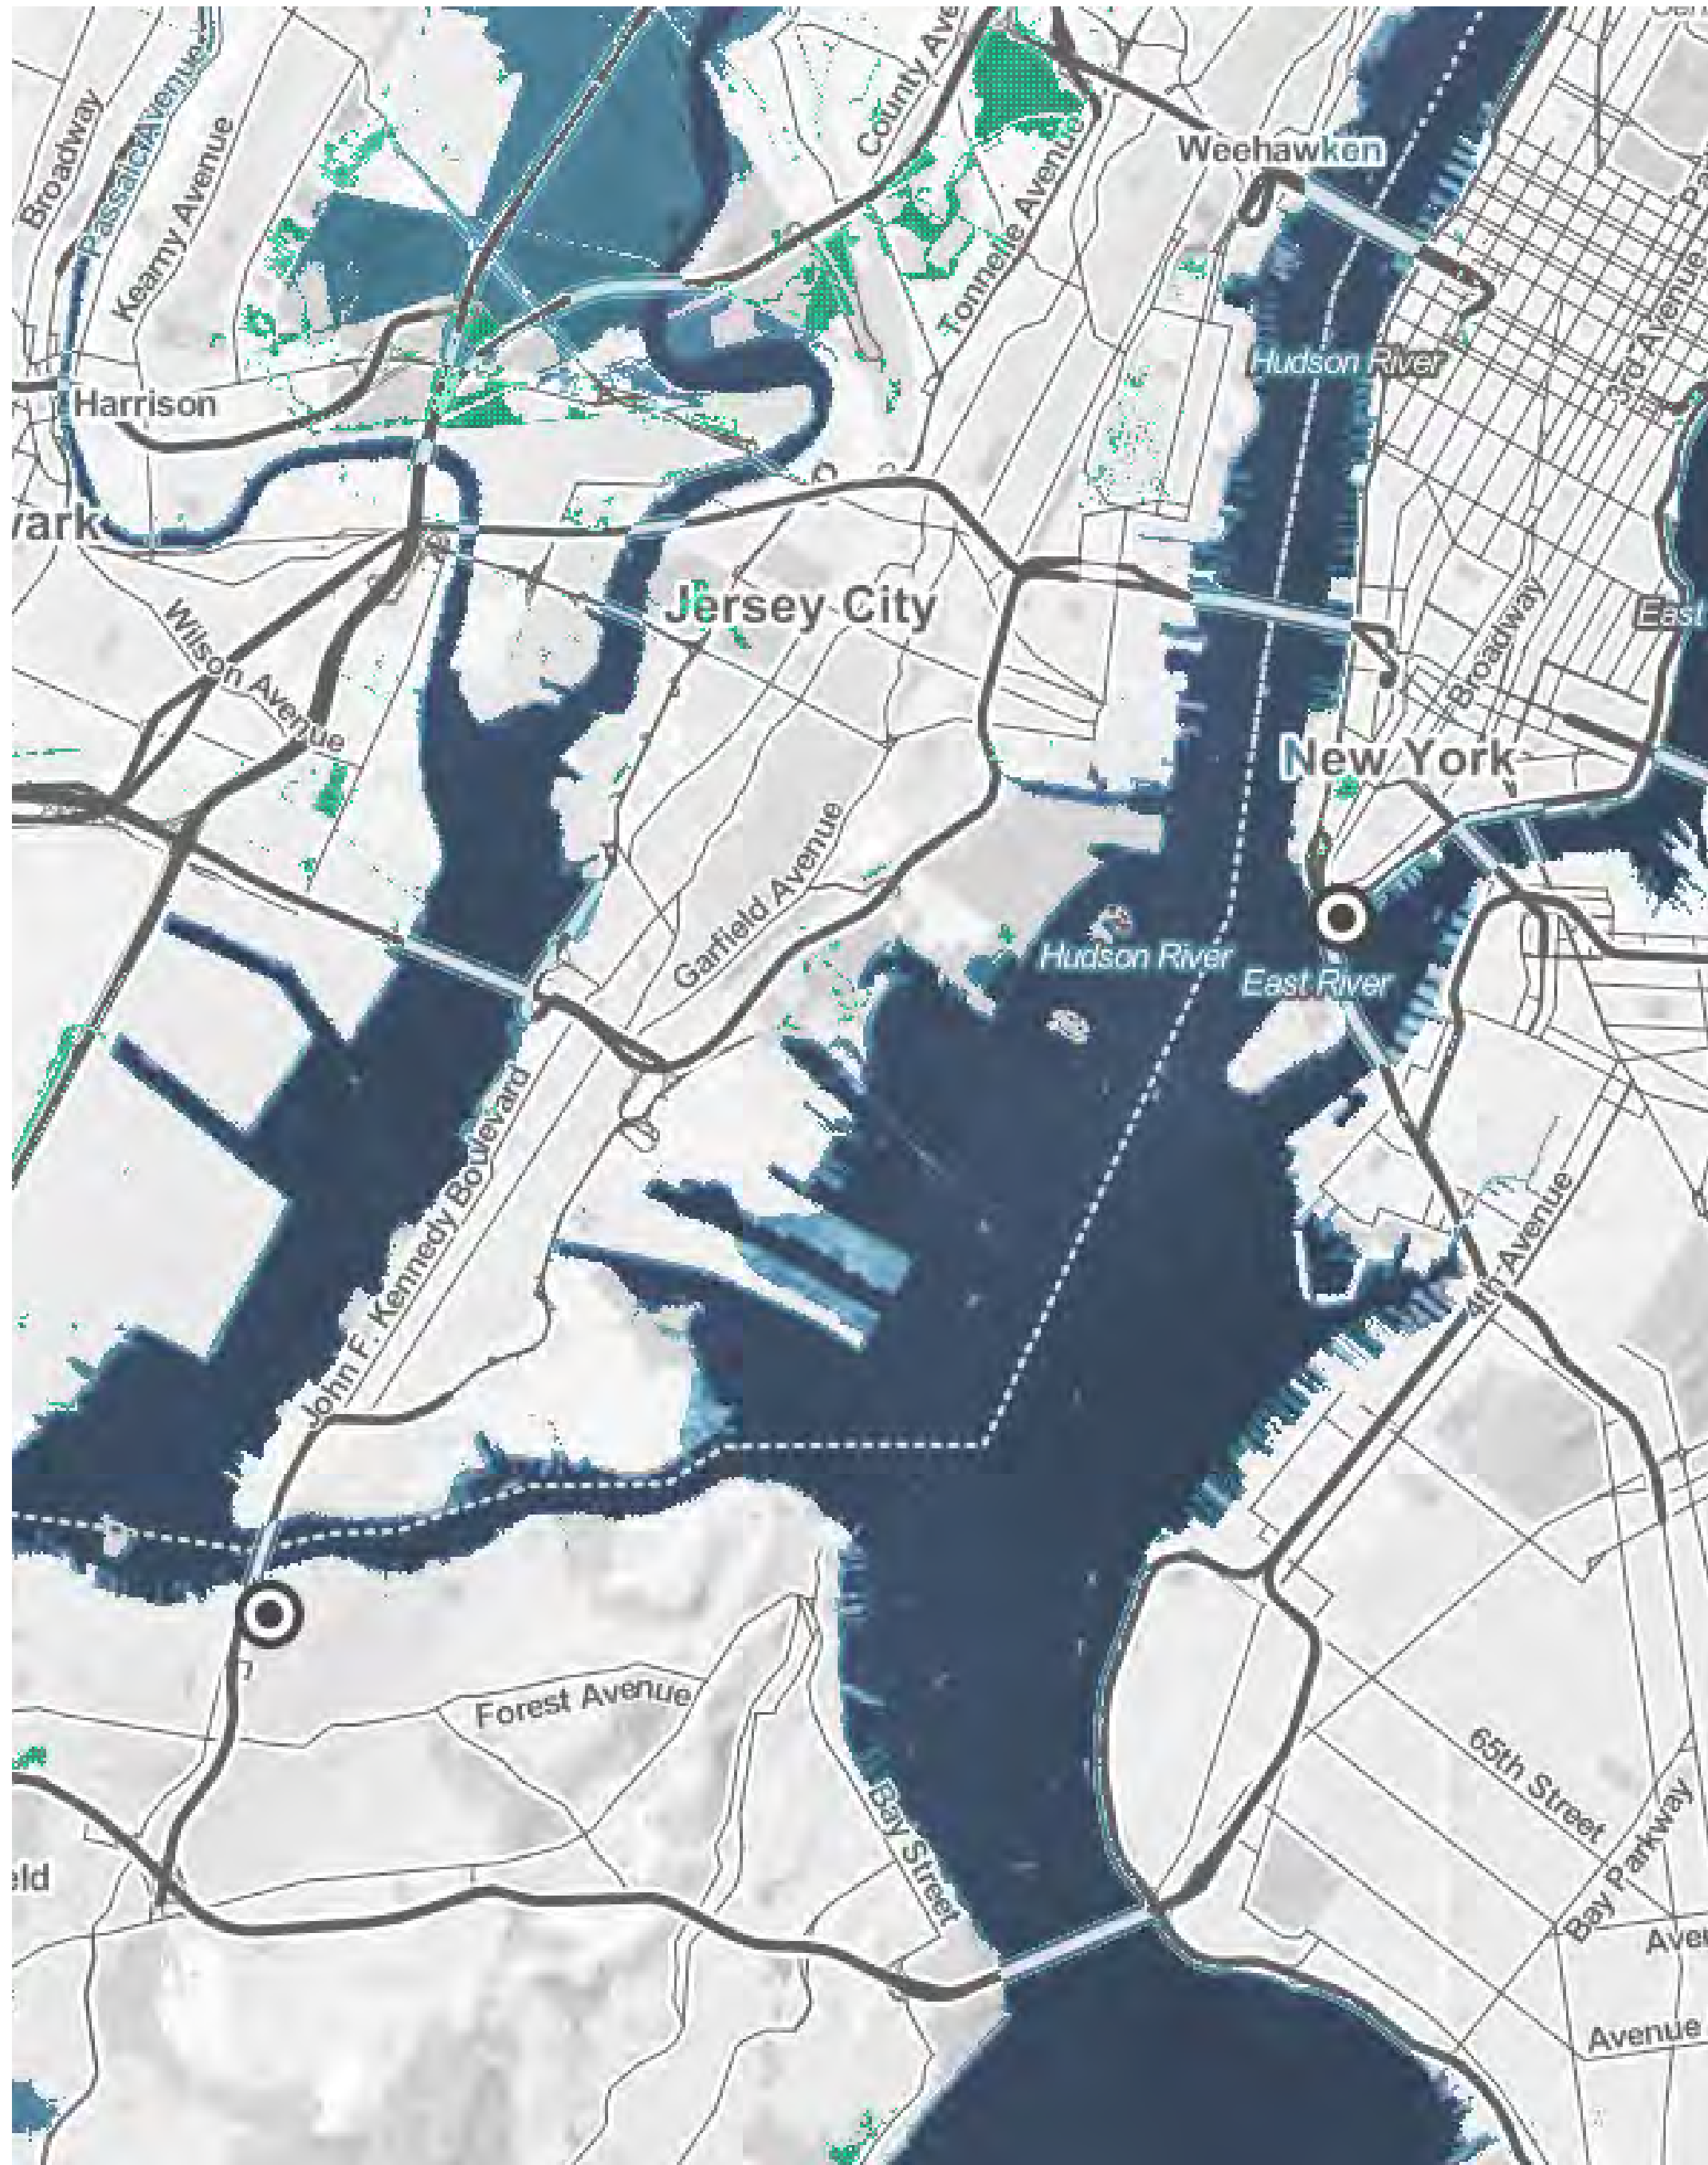 County Ave
Broadway
Passaic Avenue
Kearny Avenue
Weehawken
Tonnele Avenue
3rd Avenue
Hudson River
Harrison
vark
Jersey City
East
Wilson Avenue
Broadway
New York
Garfield Avenue
Hudson River
East River
John F. Kennedy Boulevard
4th Avenue
Forest Avenue
65th Street
Bay Street
Bay Parkway
eld
Aven
Avenue